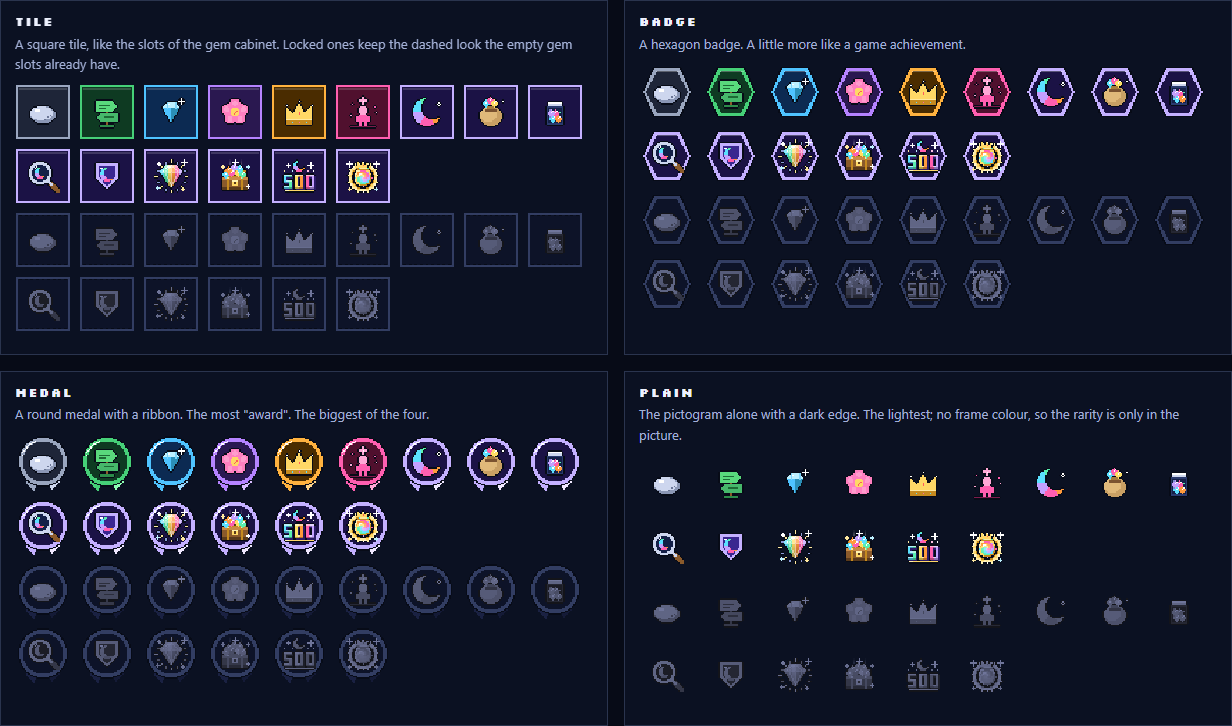 TILE
A square tile, like the slots of the gem cabinet. Locked ones keep the dashed look the empty gem
slots already have.
500
500
BADGE
A hexagon badge. A little more like a game achievement.
500
500
MEDAL
A round medal with a ribbon. The most "award". The biggest of the four.
500
500
PLAIN
The pictogram alone with a dark edge. The lightest; no frame colour, so the rarity is only in the
picture.
500
500